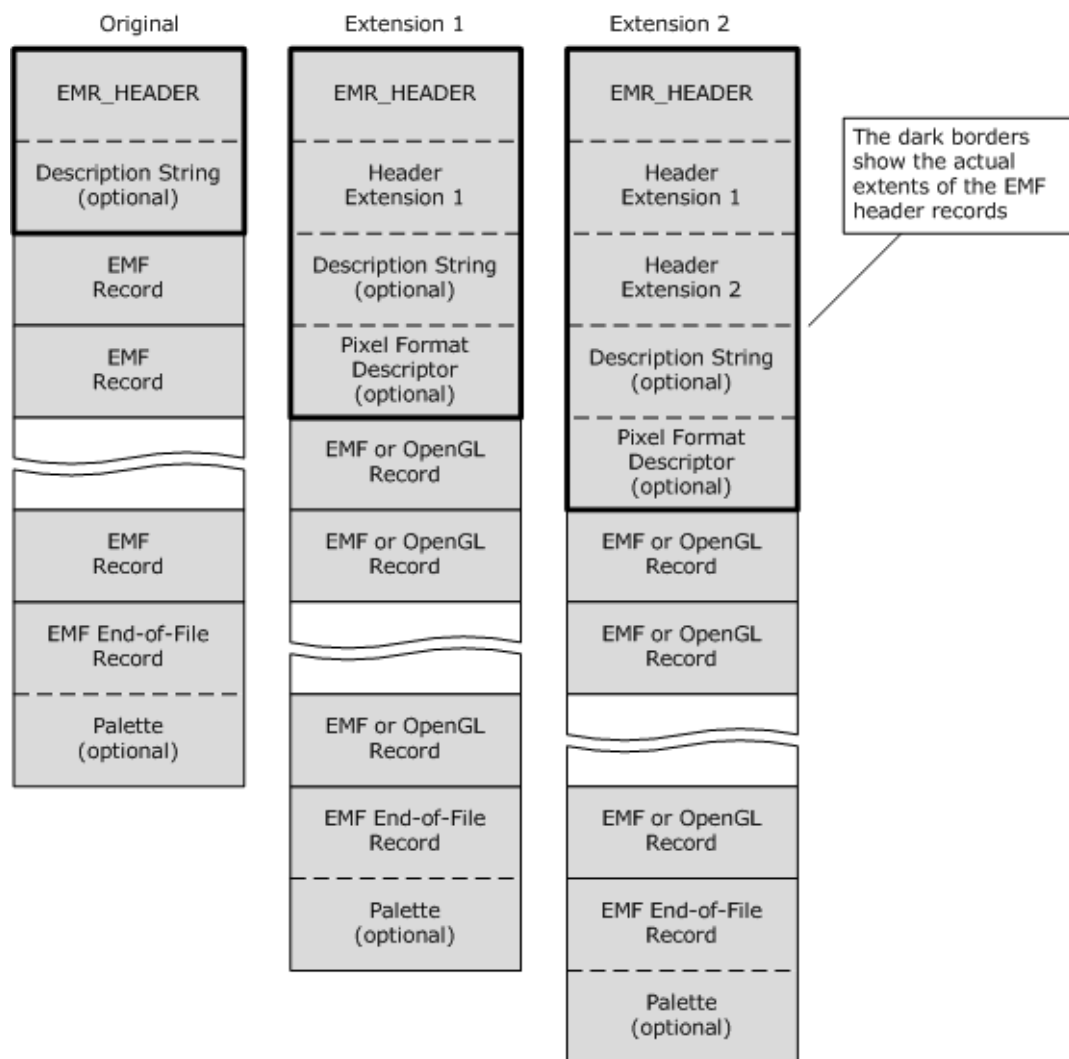 Original
EMR_HEADER
Description String
(optional)
EMF
Record
EMF
Record
EMF
Record
EMF End-of-File
Record
Palette
(optional)
Extension 1
EMR_HEADER
Header
Extension 1
Description String
(optional)
Pixel Format
Descriptor
(optional)
EMF or OpenGL
Record
EMF or OpenGL
Record
EMF or OpenGL
Record
EMF End-of-File
Record
Palette
(optional)
Extension 2
EMR_HEADER
Header
Extension 1
Header
Extension 2
Description String
(optional)
Pixel Format
Descriptor
(optional)
EMF or OpenGL
Record
EMF or OpenGL
Record
EMF or OpenGL
Record
EMF End-of-File
Record
Palette
(optional)
The dark borders
show the actual
extents of the EMF
header records